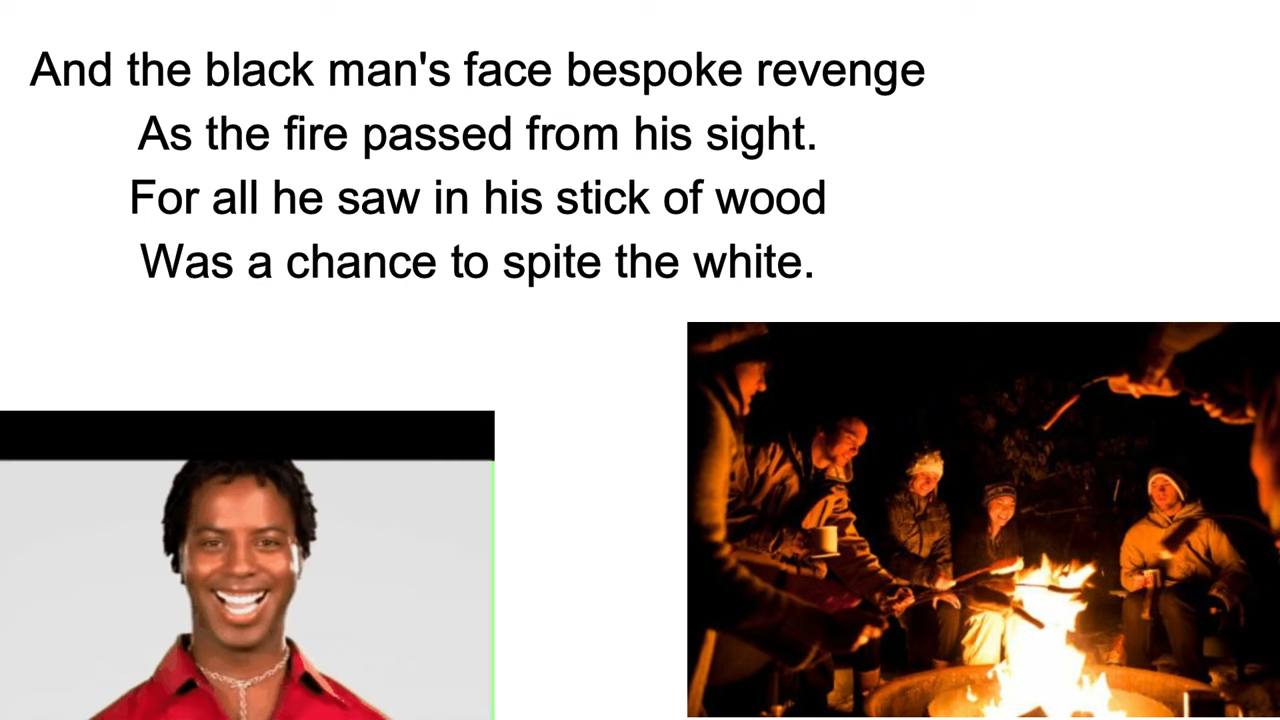 And the black man's face bespoke revenge
As the fire passed from his sight.
For all he saw in his stick of wood
Was a chance to spite the white.